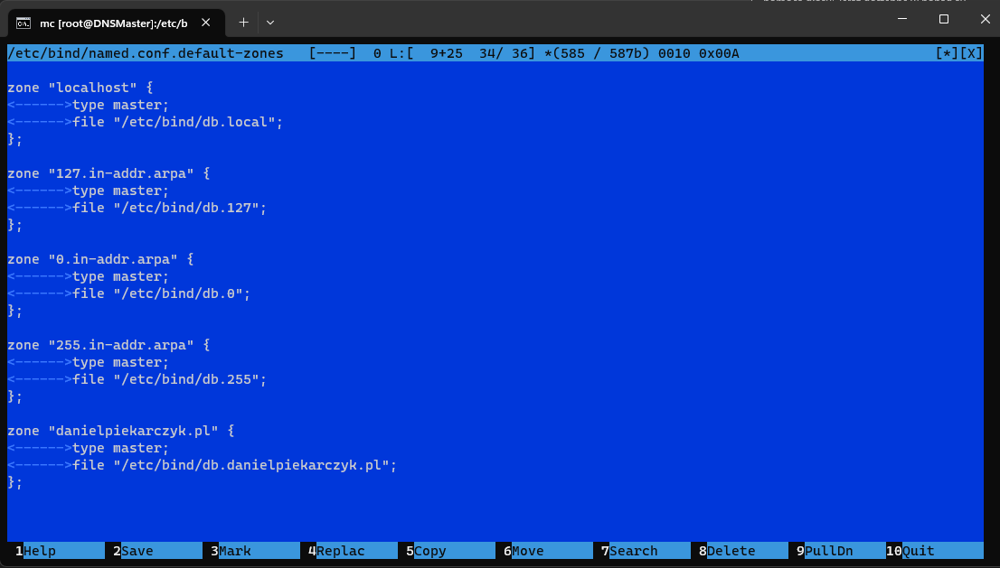 mc [root@DNSMaster]:/etc/b
/etc/bind/named.conf.default-zones   [----]  0 L:[  9+25  34/ 36] *(585 / 587b) 0010 0x00A [*][X]
zone "localhost" {
<------>type master;
<------>file "/etc/bind/db.local";
};
zone "127.in-addr.arpa" {
<------>type master;
<------>file "/etc/bind/db.127";
};
zone "0.in-addr.arpa" {
<------>type master;
<------>file "/etc/bind/db.0";
};
zone "255.in-addr.arpa" {
<------>type master;
<------>file "/etc/bind/db.255";
};
zone "danielpiekarczyk.pl" {
<------>type master;
<------>file "/etc/bind/db.danielpiekarczyk.pl";
};
1Help 2Save 3Mark 4Replac 5Copy 6Move 7Search 8Delete 9PullDn 10Quit